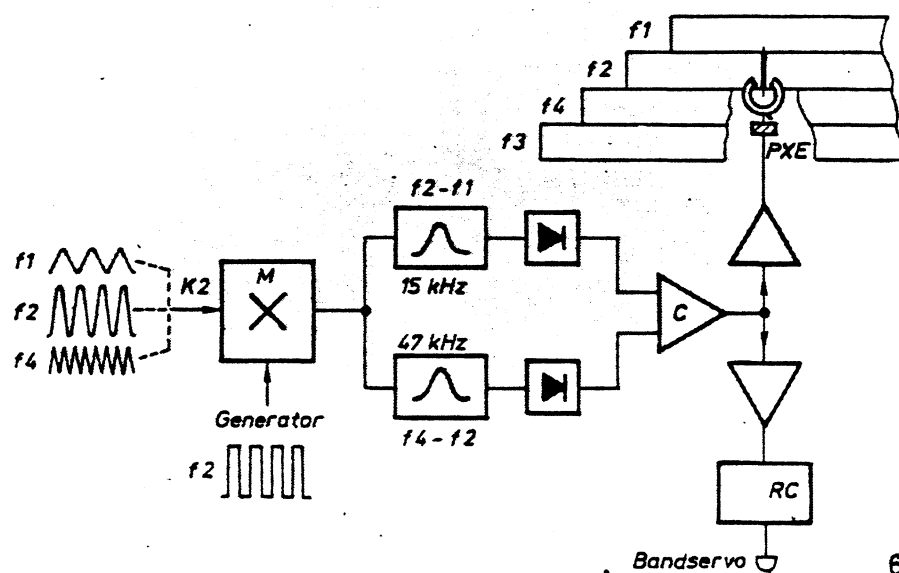 f1
f2
f4
f3
PXE
f2-f1
15 kHz
f1
f2
f4
K2
M
C
47 kHz
f4-f2
Generator
f2
RC
Bandservo